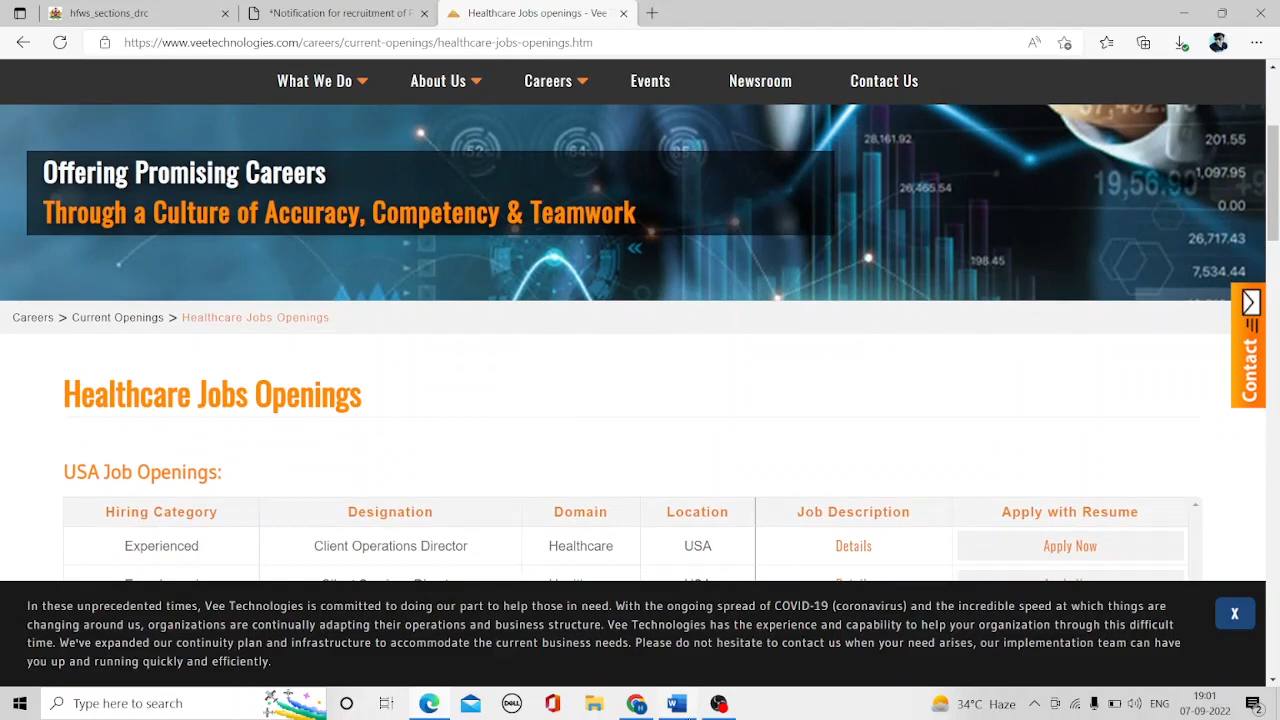 hfws_sections_drc
*Notification for recruitment of P
Healthcare Jobs Openings - Vee T
https://www.veetechnologies.com/careers/current-openings/healthcare-jobs-openings.htm
What We Do
About Us
Careers
Events
Newsroom
Contact Us
28,161.92
201.55
1,097.95
26,465.54
0.00
26,717.43
198.45
7,534.44
Offering Promising Careers
Through a Culture of Accuracy, Competency & Teamwork
Careers > Current Openings > Healthcare Jobs Openings
Contact
Healthcare Jobs Openings
USA Job Openings:
Hiring Category Designation Domain Location Job Description Apply with Resume
Experienced Client Operations Director Healthcare USA Details Apply Now
In these unprecedented times, Vee Technologies is committed to doing our part to help those in need. With the ongoing spread of COVID-19 (coronavirus) and the incredible speed at which things are
changing around us, organizations are continually adapting their operations and business structure. Vee Technologies has the experience and capability to help your organization through this difficult
time. We've expanded our continuity plan and infrastructure to accommodate the current business needs. Please do not hesitate to contact us when your need arises, our implementation team can have
you up and running quickly and efficiently.
X
Type here to search
DELL
34°C Haze
ENG
19:01
07-09-2022
2